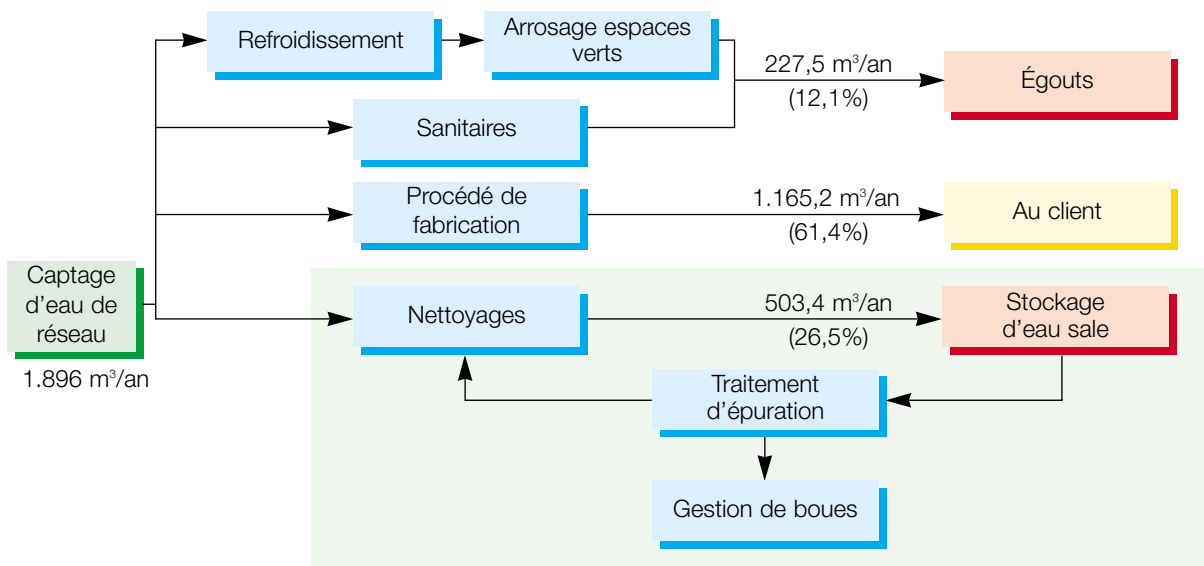 Refroidissement
Arrosage espaces
verts
227,5 m³/an
(12,1%)
Égouts
Sanitaires
Procédé de
fabrication
1.165,2 m³/an
(61,4%)
Au client
Captage
d’eau de
réseau
1.896 m³/an
Nettoyages
503,4 m³/an
(26,5%)
Stockage
d’eau sale
Traitement
d’épuration
Gestion de boues